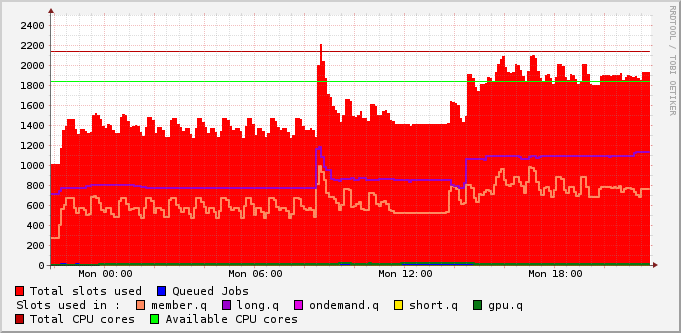 RRDTOOL / TOBI OETIKER
2400
2200
2000
1800
1600
1400
1200
1000
800
600
400
200
0
Mon 00:00 Mon 06:00 Mon 12:00 Mon 18:00
Total slots used Queued Jobs
Slots used in : member.q long.q ondemand.q short.q gpu.q
Total CPU cores Available CPU cores